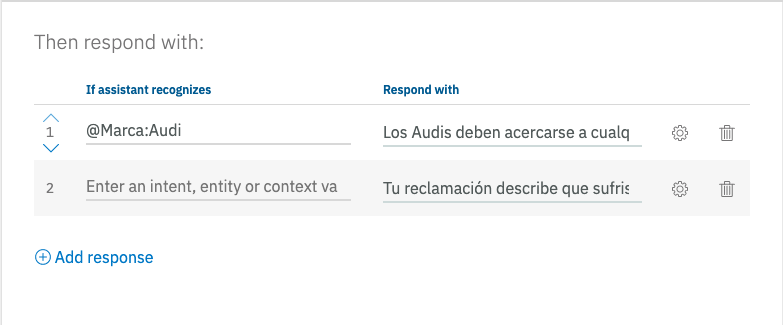 Then respond with:
If assistant recognizes Respond with
1 @Marca:Audi Los Audis deben acercarse a cualq
2 Enter an intent, entity or context va Tu reclamación describe que sufris
Add response